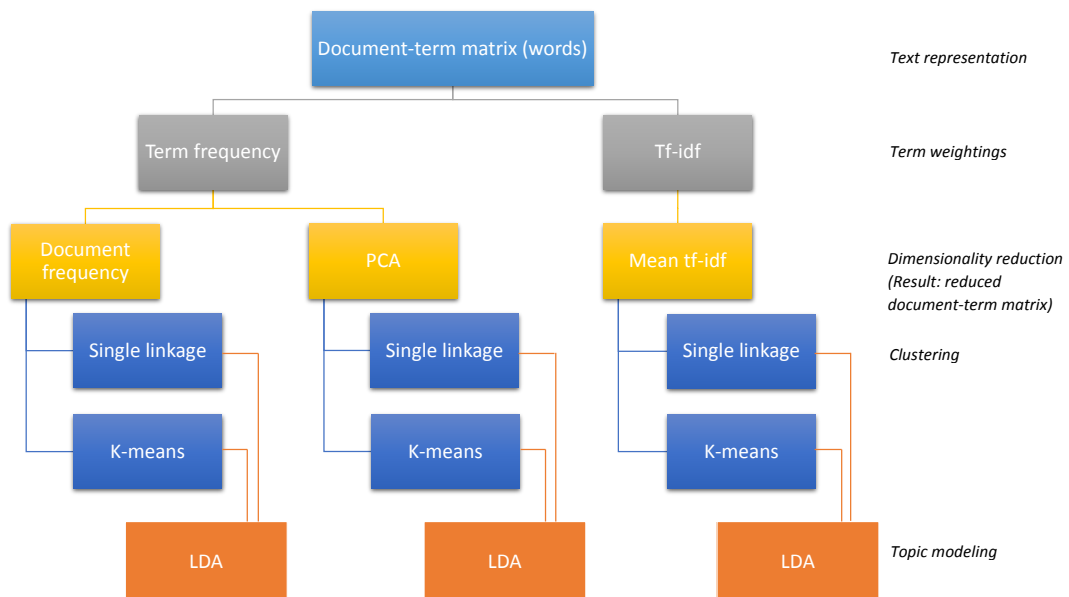 Document-term matrix (words)
Text representation
Term frequency
Tf-idf
Term weightings
Document
frequency
PCA
Mean tf-idf
Dimensionality reduction
(Result: reduced
document-term matrix)
Single linkage
Single linkage
Single linkage
Clustering
K-means
K-means
K-means
LDA
LDA
LDA
Topic modeling